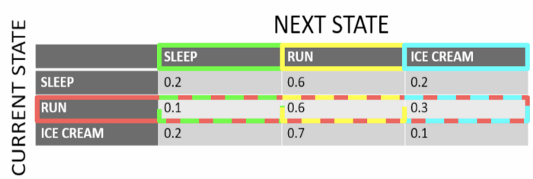 NEXT STATE
CURRENT STATE
SLEEP RUN ICE CREAM
SLEEP 0.2 0.6 0.2
RUN 0.1 0.6 0.3
ICE CREAM 0.2 0.7 0.1